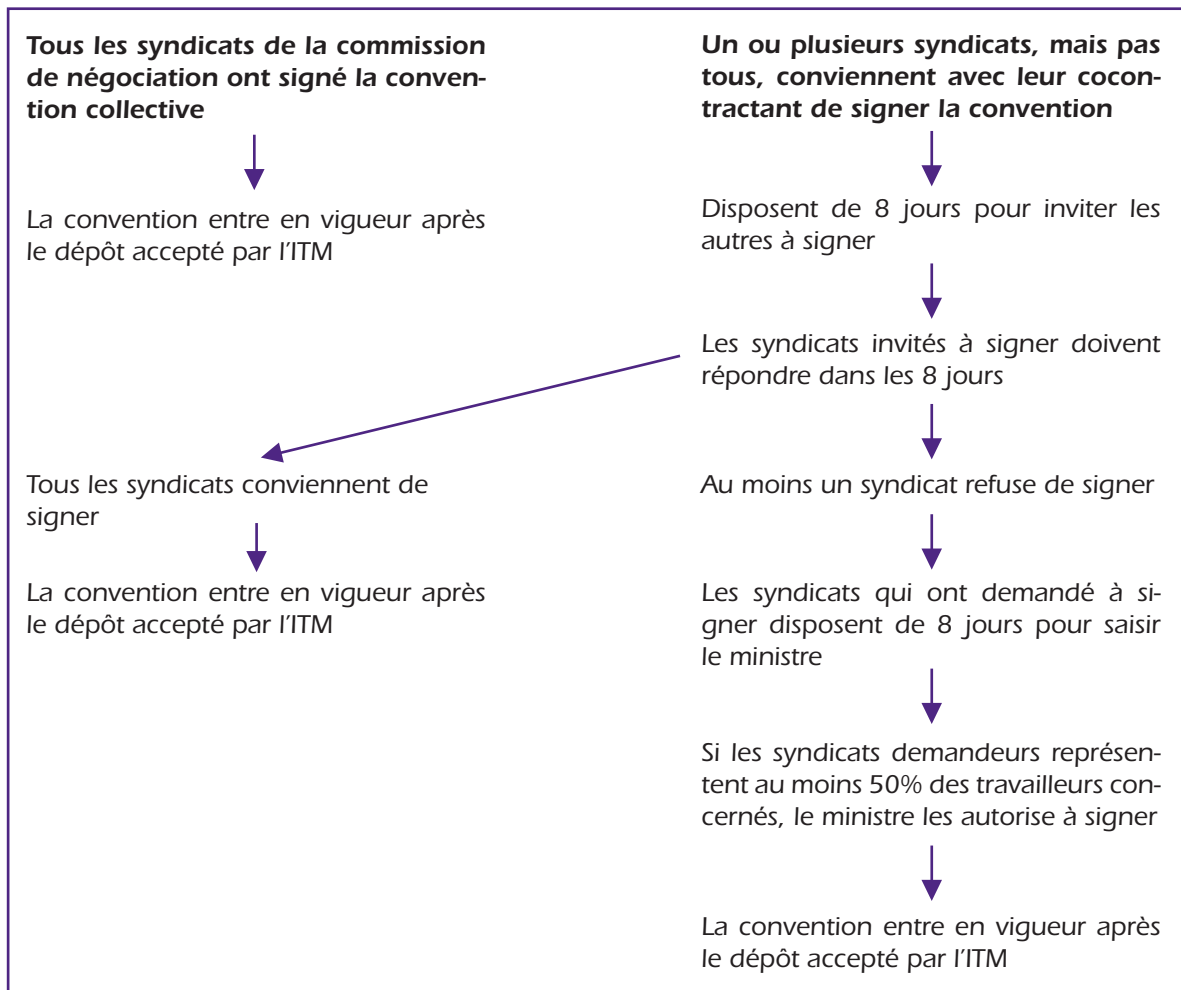 Tous les syndicats de la commission
de négociation ont signé la conven-
tion collective
La convention entre en vigueur après
le dépôt accepté par l'ITM
Un ou plusieurs syndicats, mais pas
tous, conviennent avec leur cocon-
tractant de signer la convention
Disposent de 8 jours pour inviter les
autres à signer
Les syndicats invités à signer doivent
répondre dans les 8 jours
Tous les syndicats conviennent de
signer
La convention entre en vigueur après
le dépôt accepté par l'ITM
Au moins un syndicat refuse de signer
Les syndicats qui ont demandé à si-
gner disposent de 8 jours pour saisir
le ministre
Si les syndicats demandeurs représen-
tent au moins 50% des travailleurs con-
cernés, le ministre les autorise à signer
La convention entre en vigueur après
le dépôt accepté par l'ITM